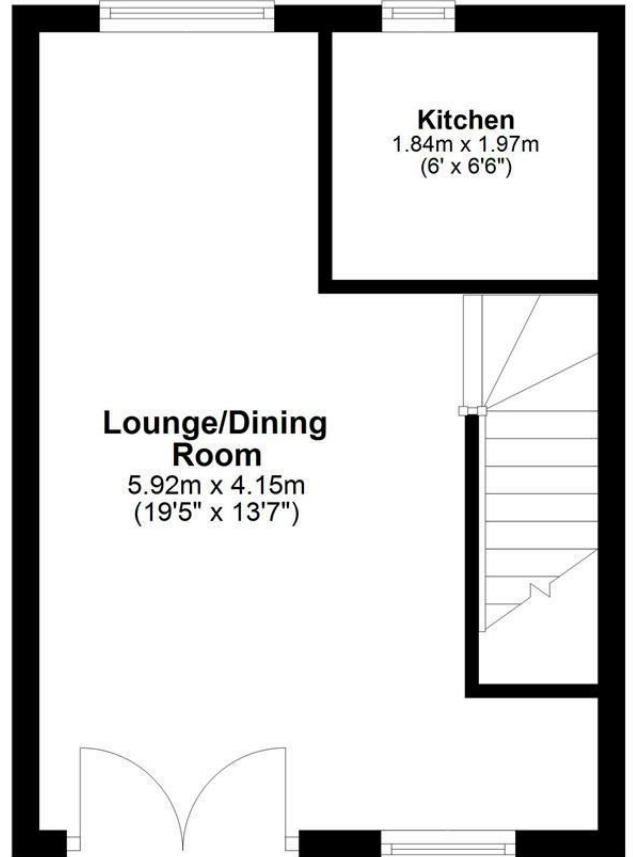 Kitchen
1.84m x 1.97m
(6' x 6'6")
Lounge/Dining
Room
5.92m x 4.15m
(19'5" x 13'7")